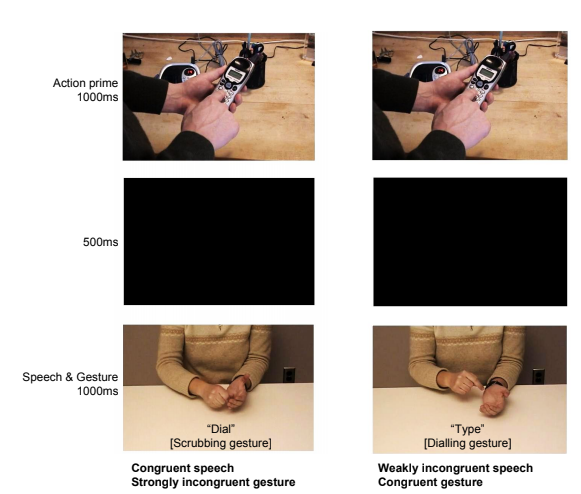 Action prime
1000ms
500ms
Speech & Gesture
1000ms
“Dial”
[Scrubbing gesture]
“Type”
[Dialling gesture]
Congruent speech
Strongly incongruent gesture
Weakly incongruent speech
Congruent gesture